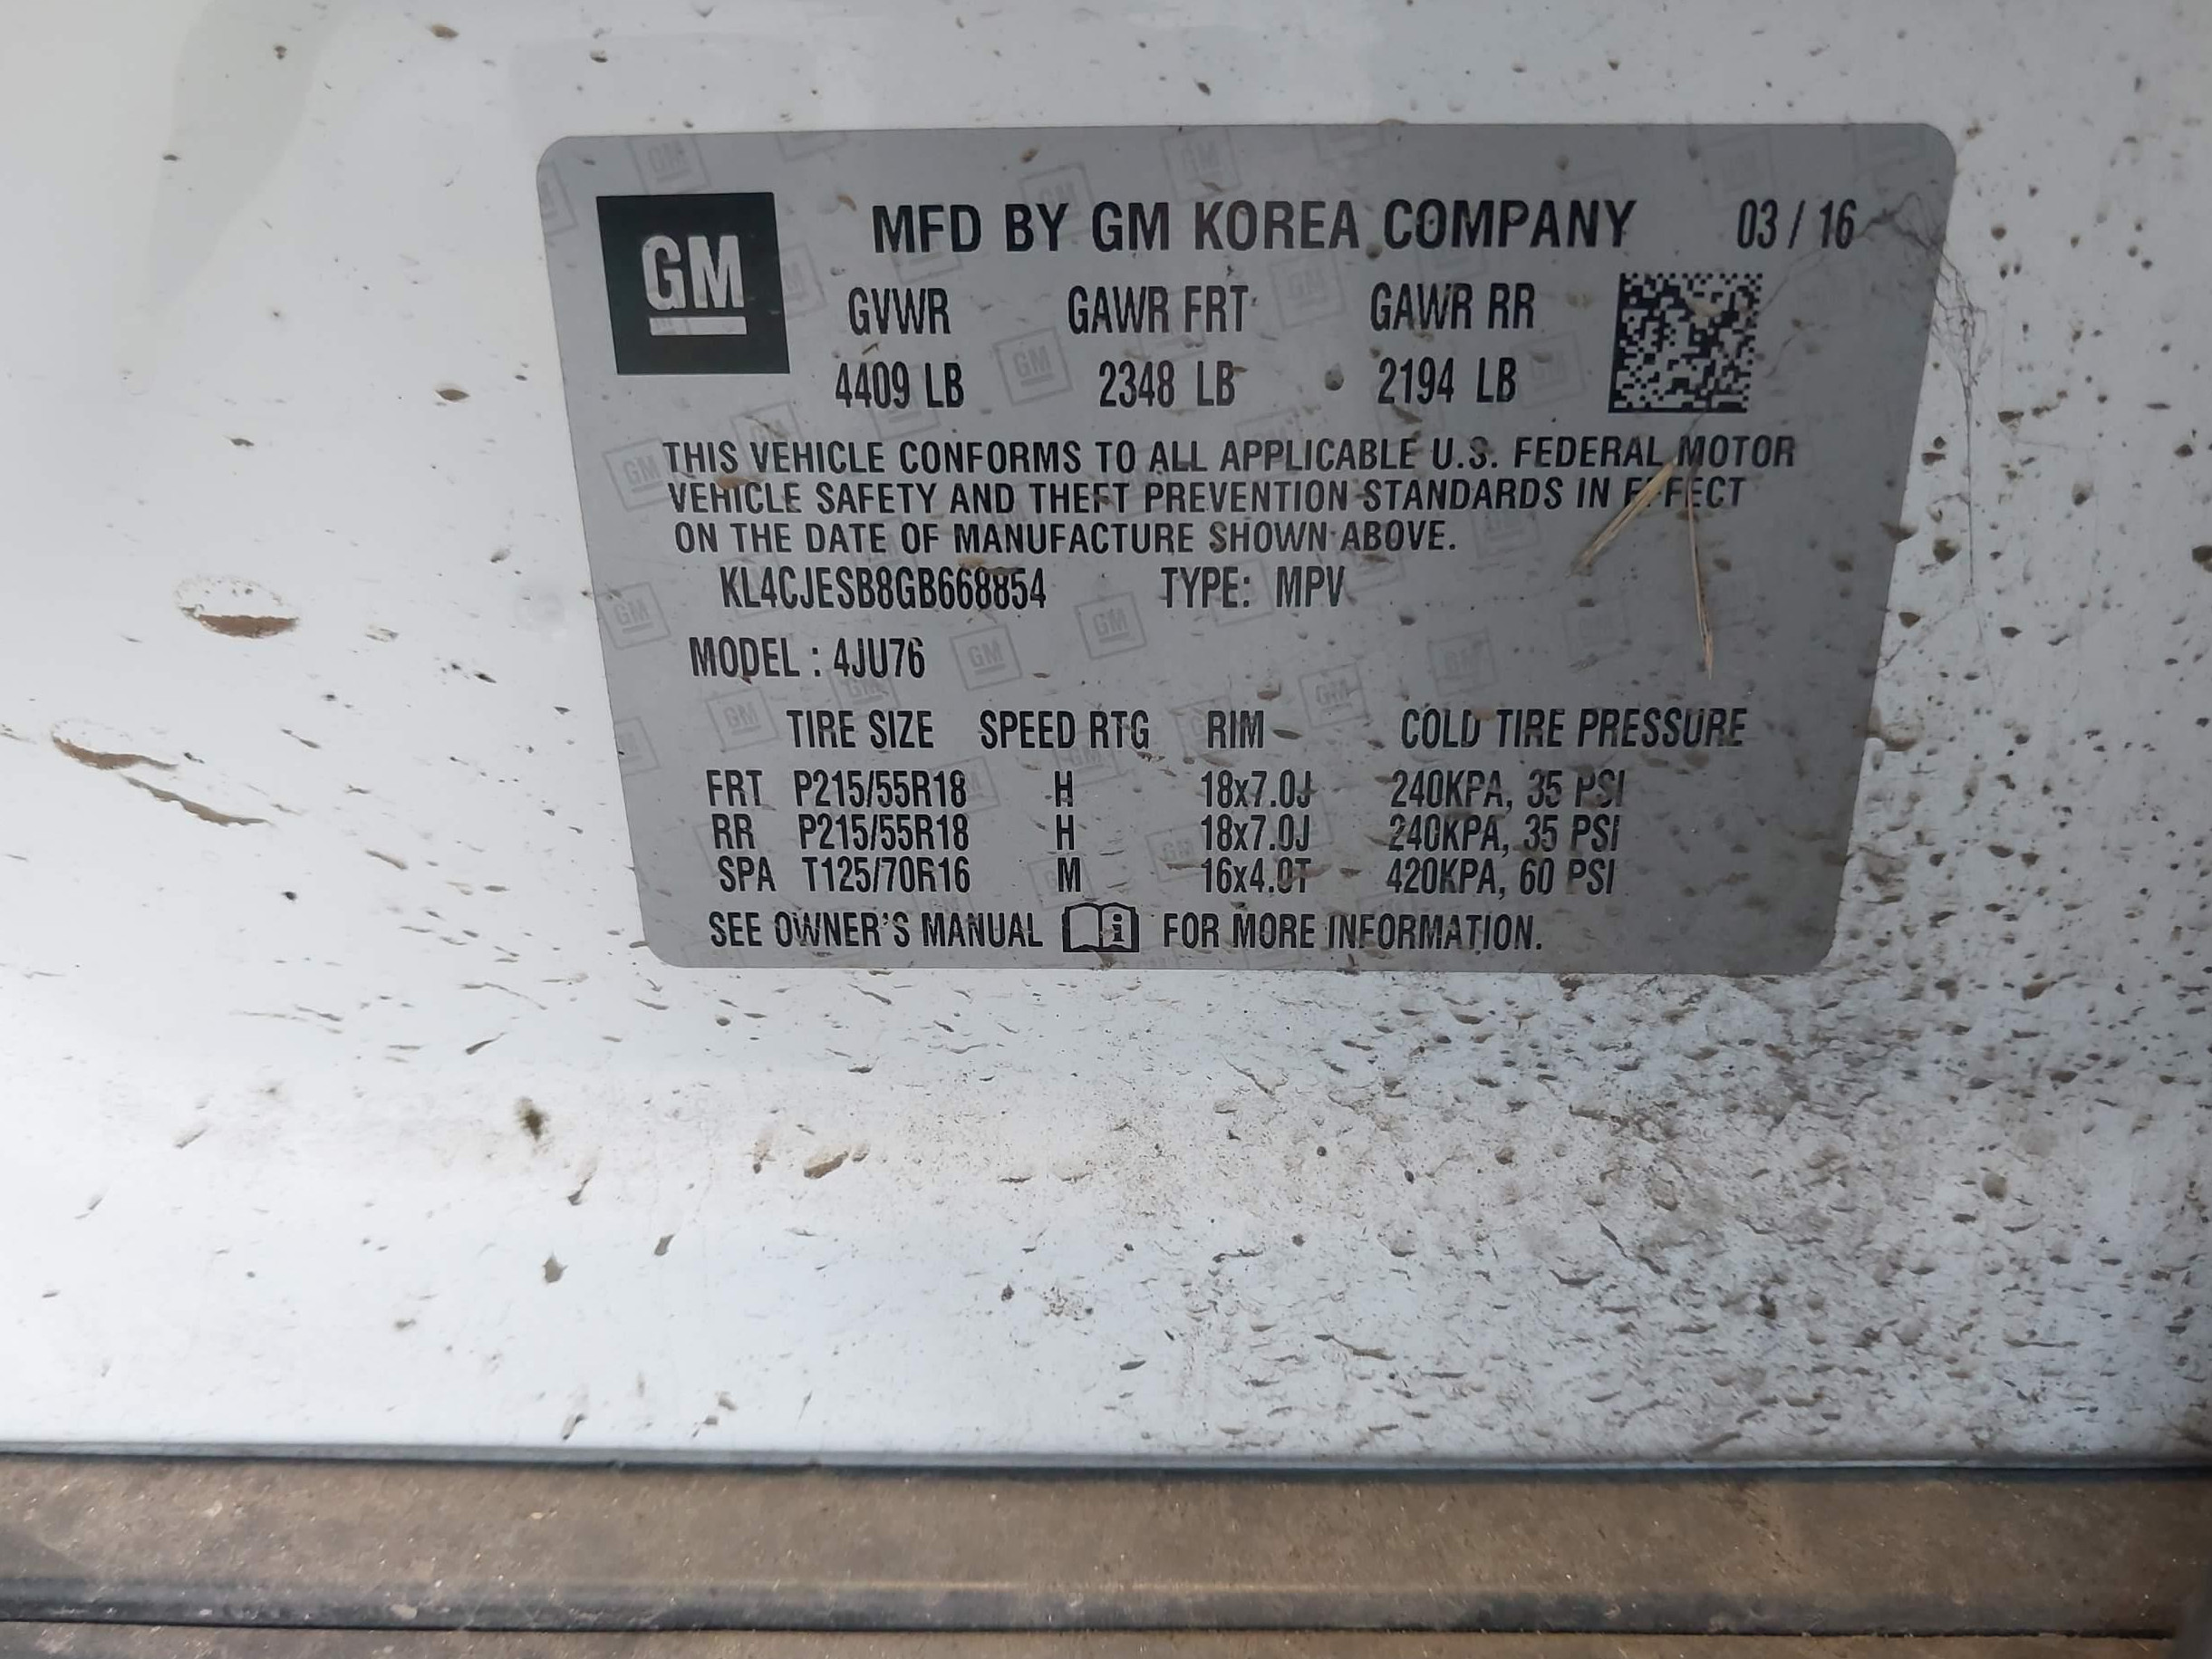 GM
MFD BY GM KOREA COMPANY 03 / 16
GVWR GAWR FRT GAWR RR
4409 LB 2348 LB 2194 LB
THIS VEHICLE CONFORMS TO ALL APPLICABLE U.S. FEDERAL MOTOR
VEHICLE SAFETY AND THEFT PREVENTION STANDARDS IN EFFECT
ON THE DATE OF MANUFACTURE SHOWN ABOVE.
KL4CJESB8GB668854 TYPE: MPV
MODEL : 4JU76
TIRE SIZE SPEED RTG RIM COLD TIRE PRESSURE
FRT P215/55R18 H 18x7.0J 240KPA, 35 PSI
RR P215/55R18 H 18x7.0J 240KPA, 35 PSI
SPA T125/70R16 M 16x4.0T 420KPA, 60 PSI
SEE OWNER'S MANUAL i FOR MORE INFORMATION.